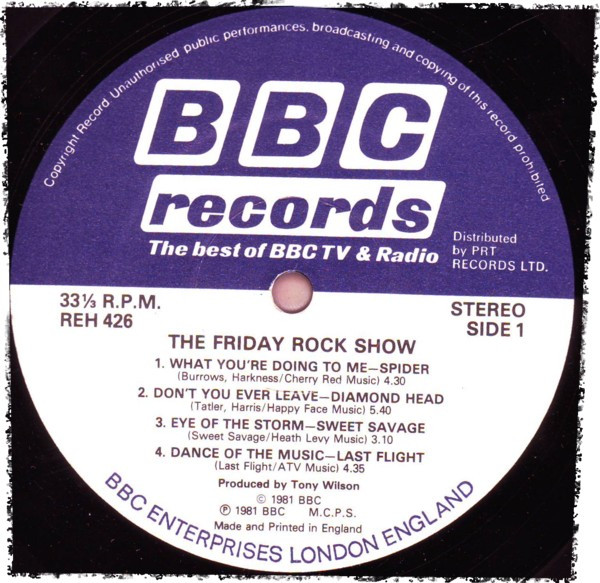 Copyright Record Unauthorised public performances, broadcasting and copying of this record prohibited
BBC
records
The best of BBC TV & Radio
Distributed
by PRT
RECORDS LTD.
33⅓ R.P.M.
REH 426
STEREO
SIDE 1
THE FRIDAY ROCK SHOW
1. WHAT YOU'RE DOING TO ME—SPIDER
(Burrows, Harkness/Cherry Red Music) 4.30
2. DON'T YOU EVER LEAVE—DIAMOND HEAD
(Tatler, Harris/Happy Face Music) 5.40
3. EYE OF THE STORM—SWEET SAVAGE
(Sweet Savage/Heath Levy Music) 3.10
4. DANCE OF THE MUSIC—LAST FLIGHT
(Last Flight/ATV Music) 4.35
Produced by Tony Wilson
© 1981 BBC
℗ 1981 BBC M.C.P.S.
Made and Printed in England
BBC ENTERPRISES LONDON ENGLAND